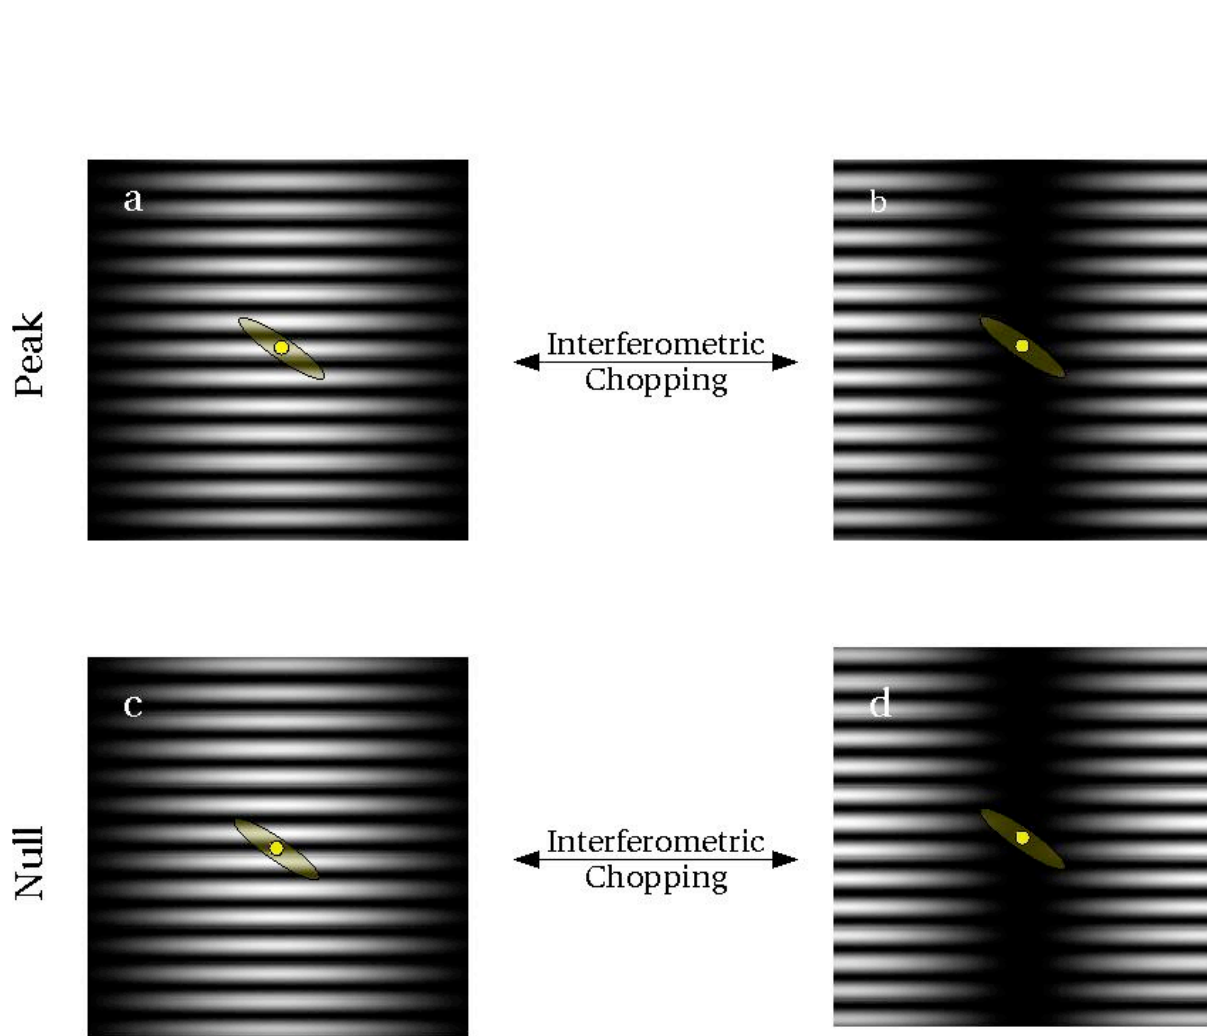 a
b
Peak
Interferometric
Chopping
c
d
Null
Interferometric
Chopping